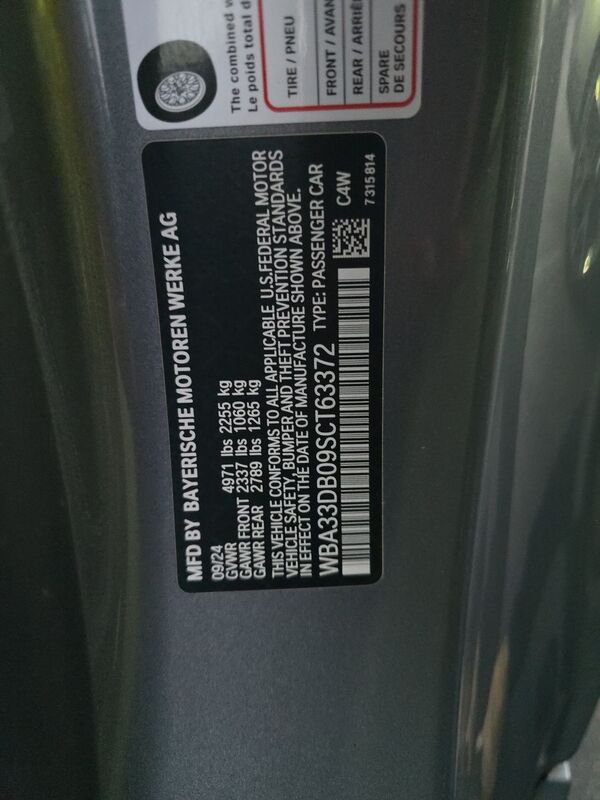 MFD BY BAYERISCHE MOTOREN WERKE AG
09/24
GVWR 4971 lbs 2255 kg
GAWR FRONT 2337 lbs 1060 kg
GAWR REAR 2789 lbs 1265 kg
THIS VEHICLE CONFORMS TO ALL APPLICABLE U.S.FEDERAL MOTOR
VEHICLE SAFETY, BUMPER AND THEFT PREVENTION STANDARDS
IN EFFECT ON THE DATE OF MANUFACTURE SHOWN ABOVE.
WBA33DB09SCT63372 TYPE: PASSENGER CAR
C4W
7315814
The combined
Le poids total
TIRE / PNEU
FRONT / AVAN
REAR / ARRIÈ
SPARE
DE SECOURS